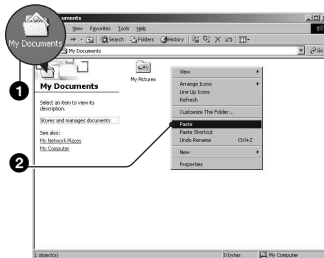 My Documents
uments
View Favorites Tools Help
Search Folders History
My Documents
Go
1
My Documents
Select an item to view its description.
Stores and manages documents
See also:
My Network Places
My Computer
My Pictures
2
View
Arrange Icons
Line Up Icons
Refresh
Customize This Folder...
Paste
Paste Shortcut
Undo Rename Ctrl+Z
New
Properties
1 object(s)
0 bytes
My Computer